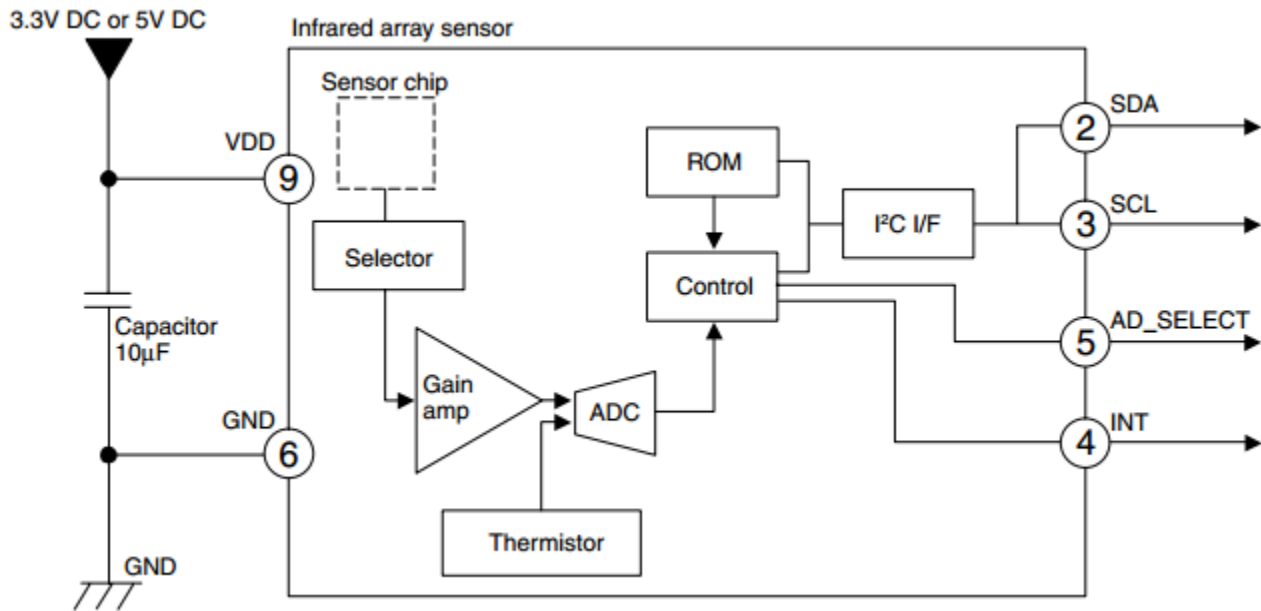 3.3V DC or 5V DC
Infrared array sensor
Sensor chip
SDA
2
VDD
ROM
9
SCL
I²C I/F
3
Selector
Control
Capacitor
10μF
AD_SELECT
5
Gain
amp
ADC
GND
INT
6
4
Thermistor
GND